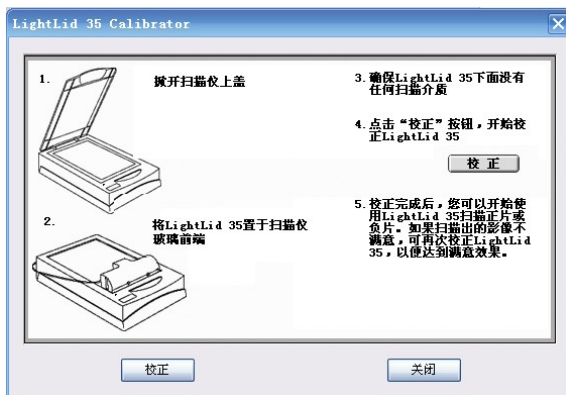 LightLid 35 Calibrator
1.
掀开扫描仪上盖
2.
将LightLid 35置于扫描仪
玻璃前端
3. 确保LightLid 35下面没有
任何扫描介质
4. 点击“校正”按钮，开始校
正LightLid 35
校 正
5. 校正完成后，您可以开始使
用LightLid 35扫描正片或
负片。如果扫描出的影像不
满意，可再次校正LightLid
35，以便达到满意效果。
校正
关闭